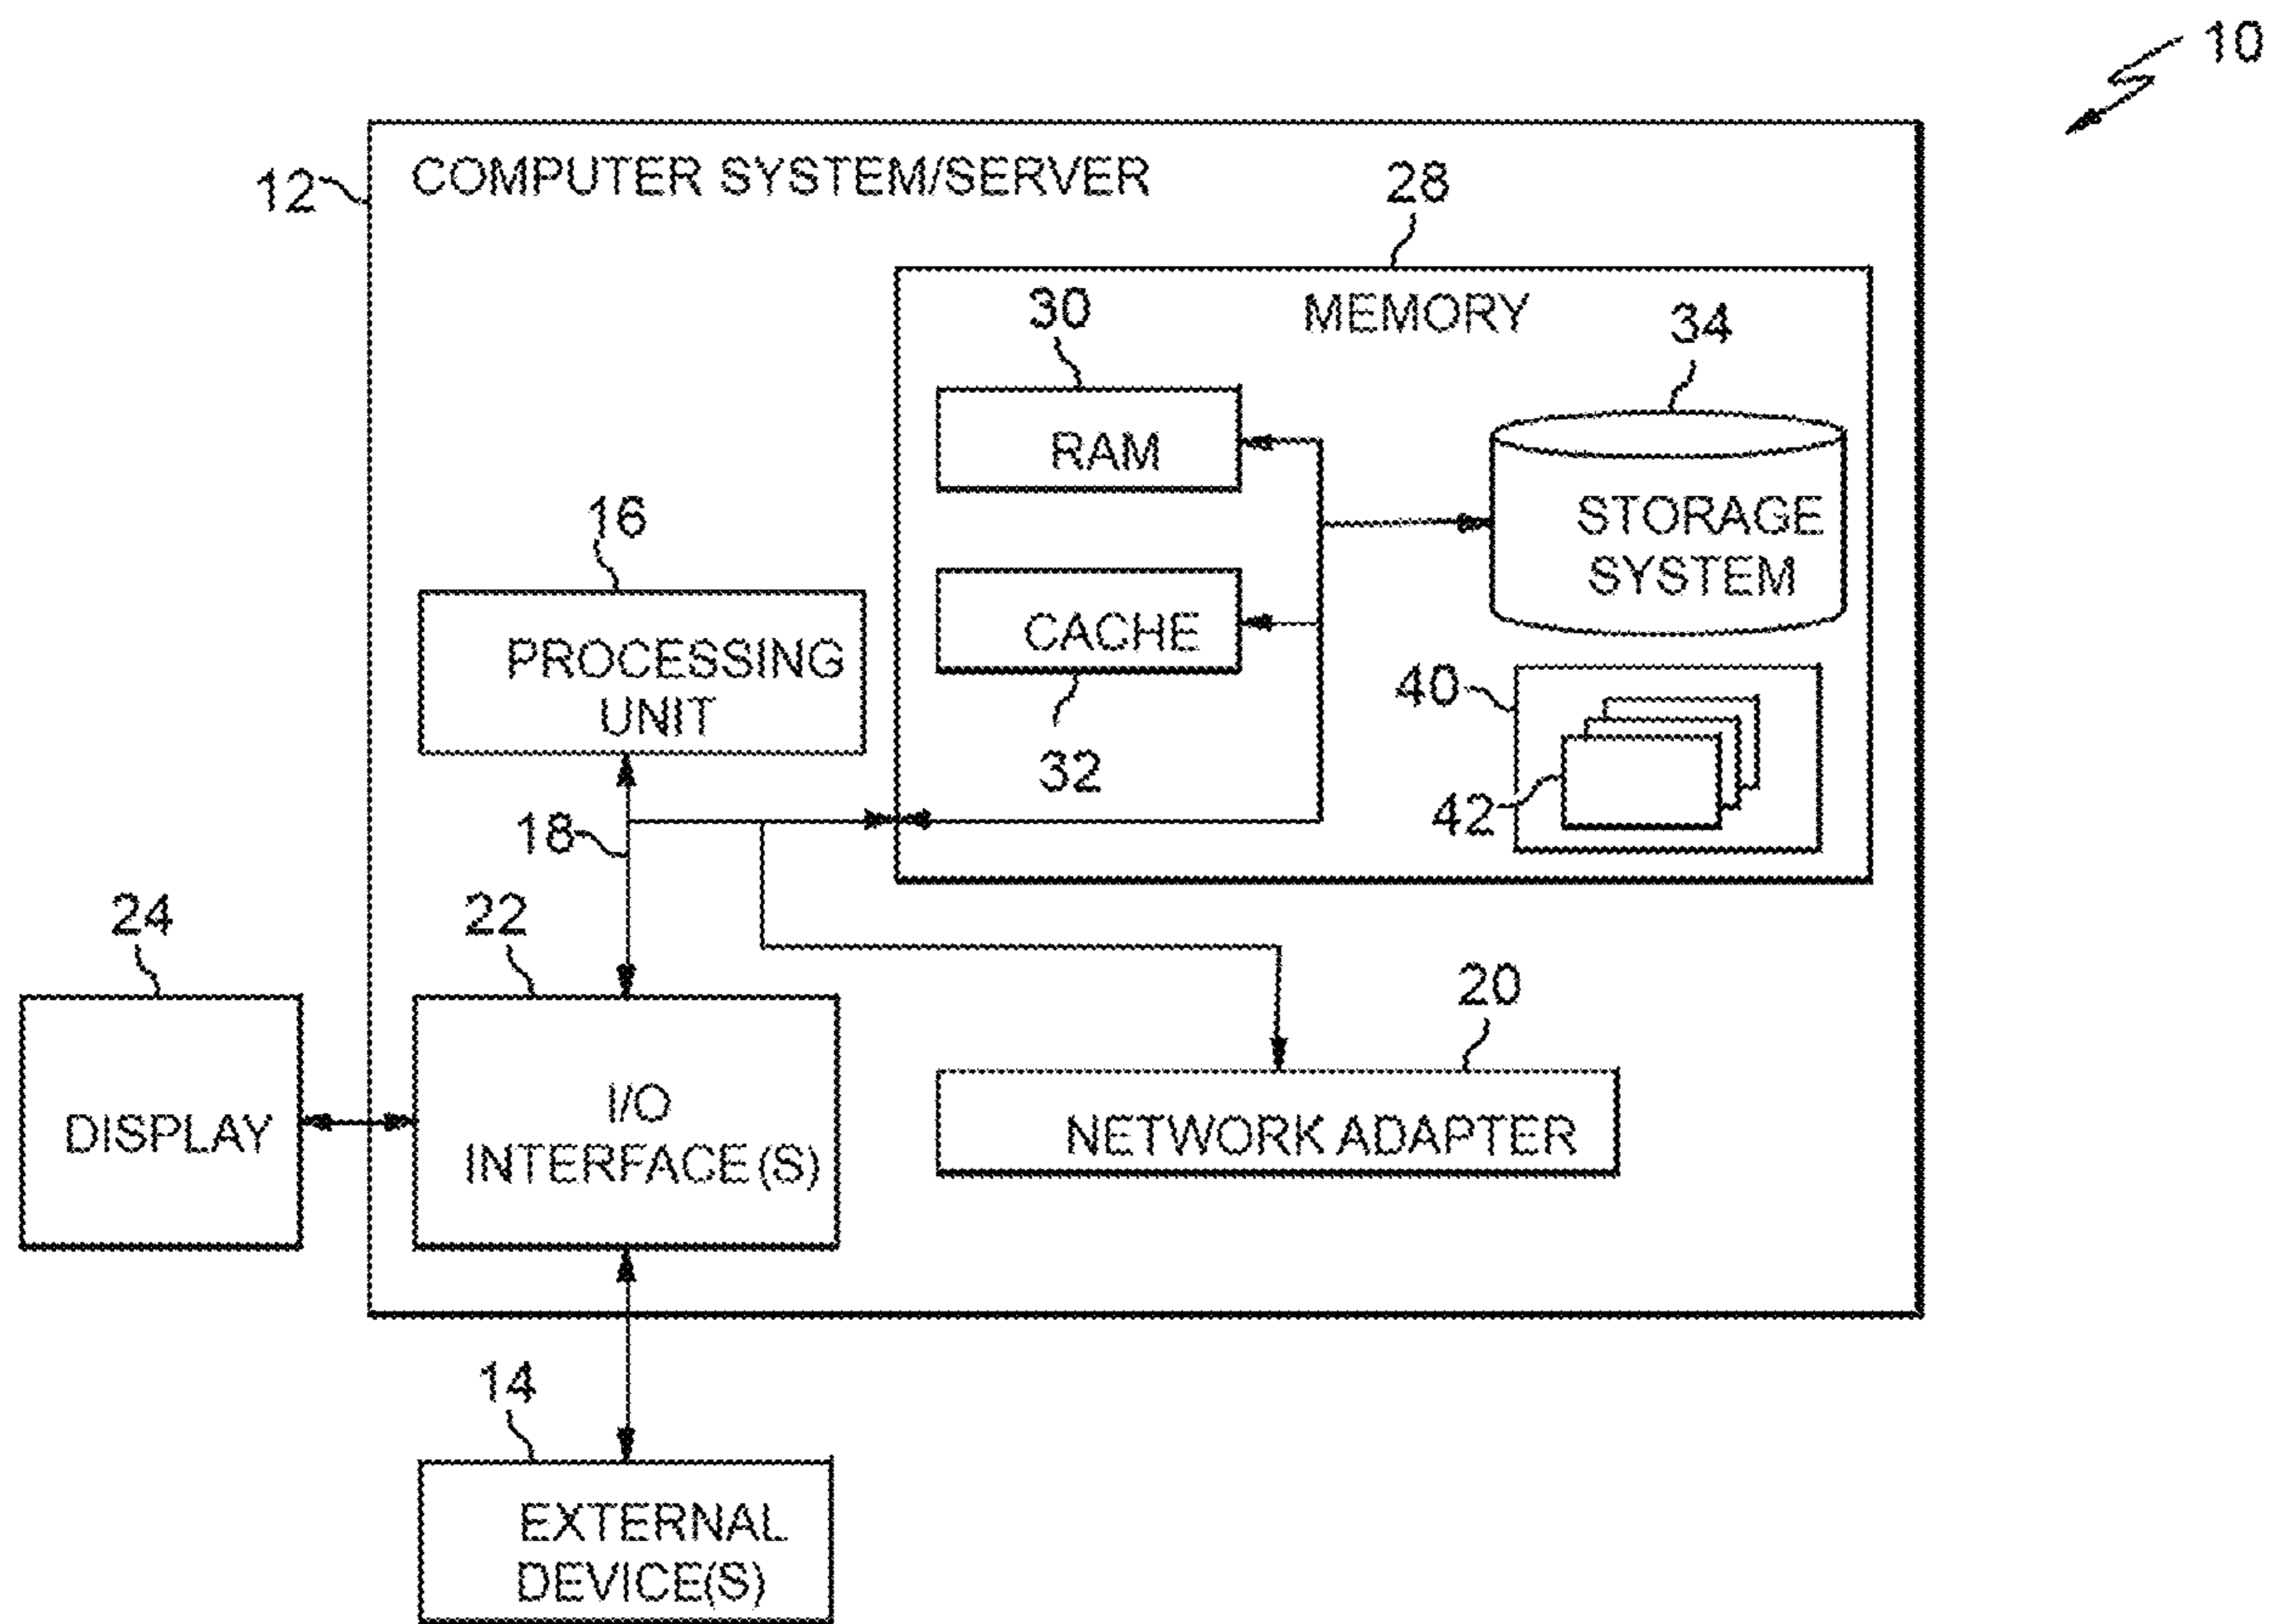 10
12
COMPUTER SYSTEM/SERVER
28
MEMORY
30
RAM
34
STORAGE
SYSTEM
CACHE
32
40
42
16
PROCESSING
UNIT
18
24
DISPLAY
22
I/O
INTERFACE(S)
20
NETWORK ADAPTER
14
EXTERNAL
DEVICE(S)